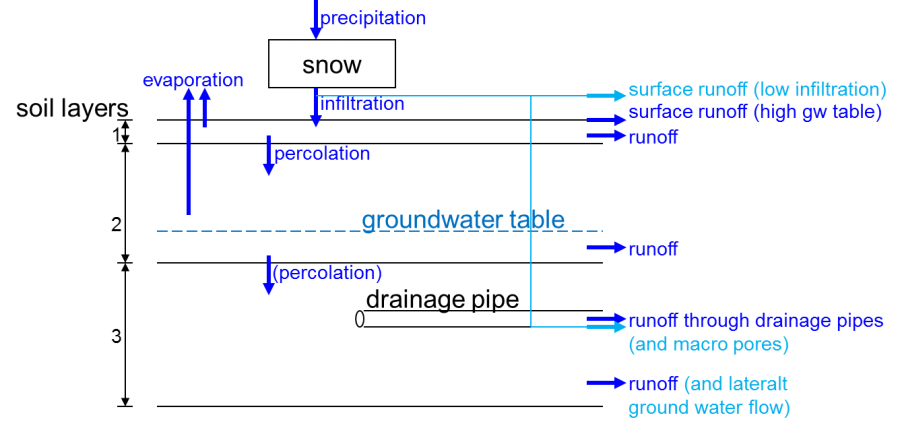 precipitation
snow
evaporation
surface runoff (low infiltration)
infiltration
soil layers
surface runoff (high gw table)
1
runoff
percolation
groundwater table
2
runoff
(percolation)
drainage pipe
runoff through drainage pipes
3
(and macro pores)
runoff (and lateralt
ground water flow)